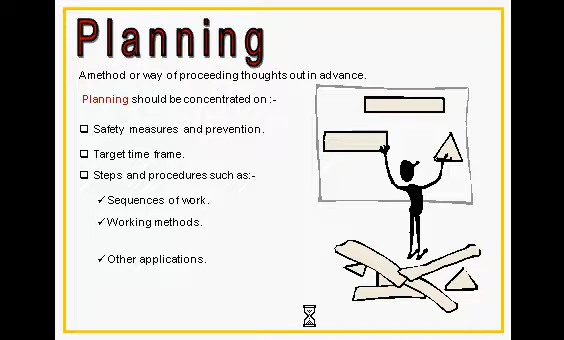 Planning
A method or way of proceeding thoughts out in advance.
Planning should be concentrated on :-
Safety measures and prevention.
Target time frame.
Steps and procedures such as:-
✓Sequences of work.
✓Working methods.
✓Other applications.